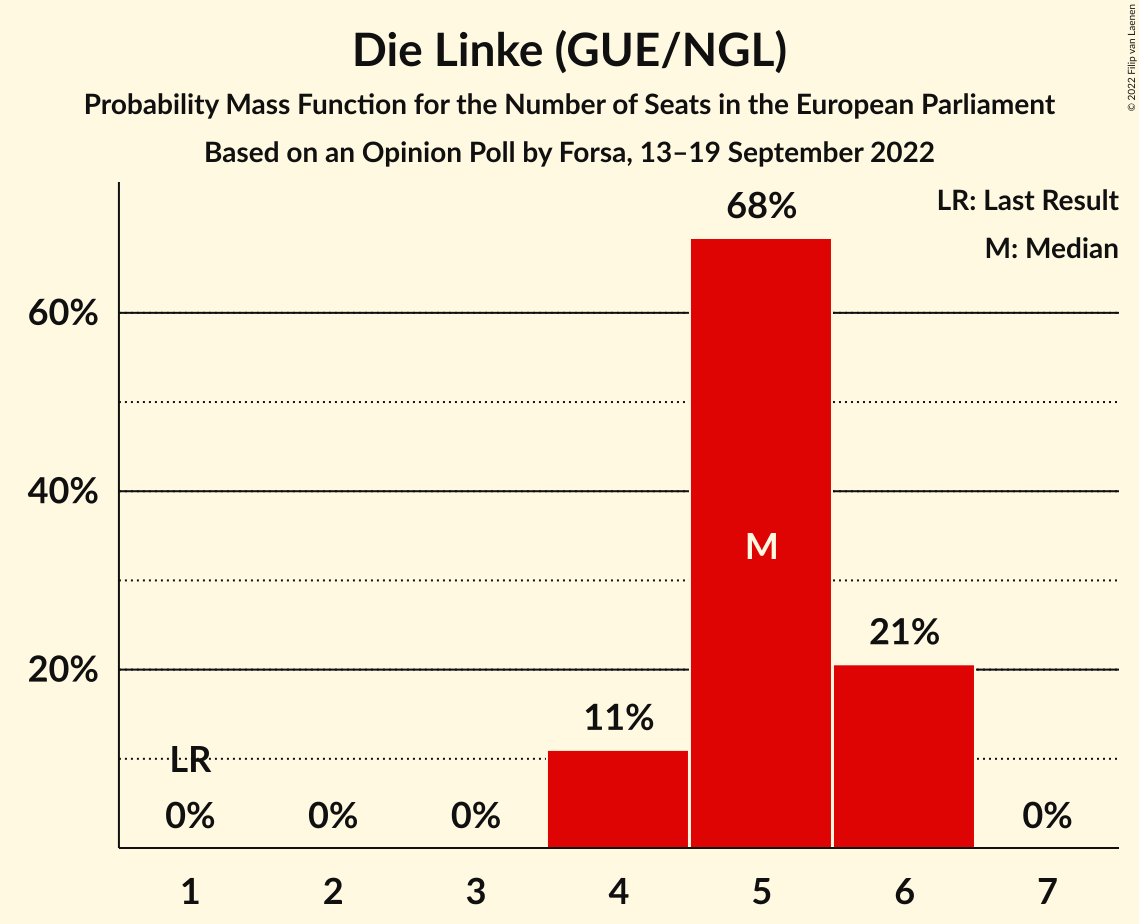 Die Linke (GUE/NGL)
Probability Mass Function for the Number of Seats in the European Parliament
Based on an Opinion Poll by Forsa, 13–19 September 2022
© 2022 Filip van Laenen
LR: Last Result
M: Median
68%
60%
40%
M
21%
20%
11%
LR
0%
0%
0%
0%
1 2 3 4 5 6 7